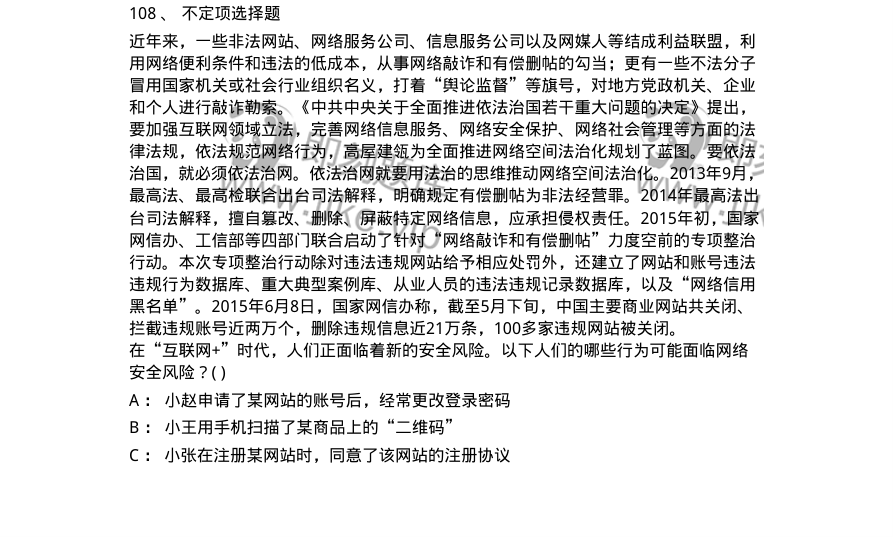 108 、 不定项选择题
近年来，一些非法网站、网络服务公司、信息服务公司以及网媒人等结成利益联盟，利
用网络便利条件和违法的低成本，从事网络敲诈和有偿删帖的勾当；更有一些不法分子
冒用国家机关或社会行业组织名义，打着“舆论监督”等旗号，对地方党政机关、企业
和个人进行敲诈勒索。《中共中央关于全面推进依法治国若干重大问题的决定》提出，
要加强互联网领域立法，完善网络信息服务、网络安全保护、网络社会管理等方面的法
律法规，依法规范网络行为，高屋建瓴为全面推进网络空间法治化规划了蓝图。要依法
治国，就必须依法治网。依法治网就要用法治的思维推动网络空间法治化。2013年9月，
最高法、最高检联合出台司法解释，明确规定有偿删帖为非法经营罪。2014年最高法出
台司法解释，擅自篡改、删除、屏蔽特定网络信息，应承担侵权责任。2015年初，国家
网信办、工信部等四部门联合启动了针对“网络敲诈和有偿删帖”力度空前的专项整治
行动。本次专项整治行动除对违法违规网站给予相应处罚外，还建立了网站和账号违法
违规行为数据库、重大典型案例库、从业人员的违法违规记录数据库，以及“网络信用
黑名单”。2015年6月8日，国家网信办称，截至5月下旬，中国主要商业网站共关闭、
拦截违规账号近两万个，删除违规信息近21万条，100多家违规网站被关闭。
在“互联网+”时代，人们正面临着新的安全风险。以下人们的哪些行为可能面临网络
安全风险？( )
A ： 小赵申请了某网站的账号后，经常更改登录密码
B ： 小王用手机扫描了某商品上的“二维码”
C ： 小张在注册某网站时，同意了该网站的注册协议